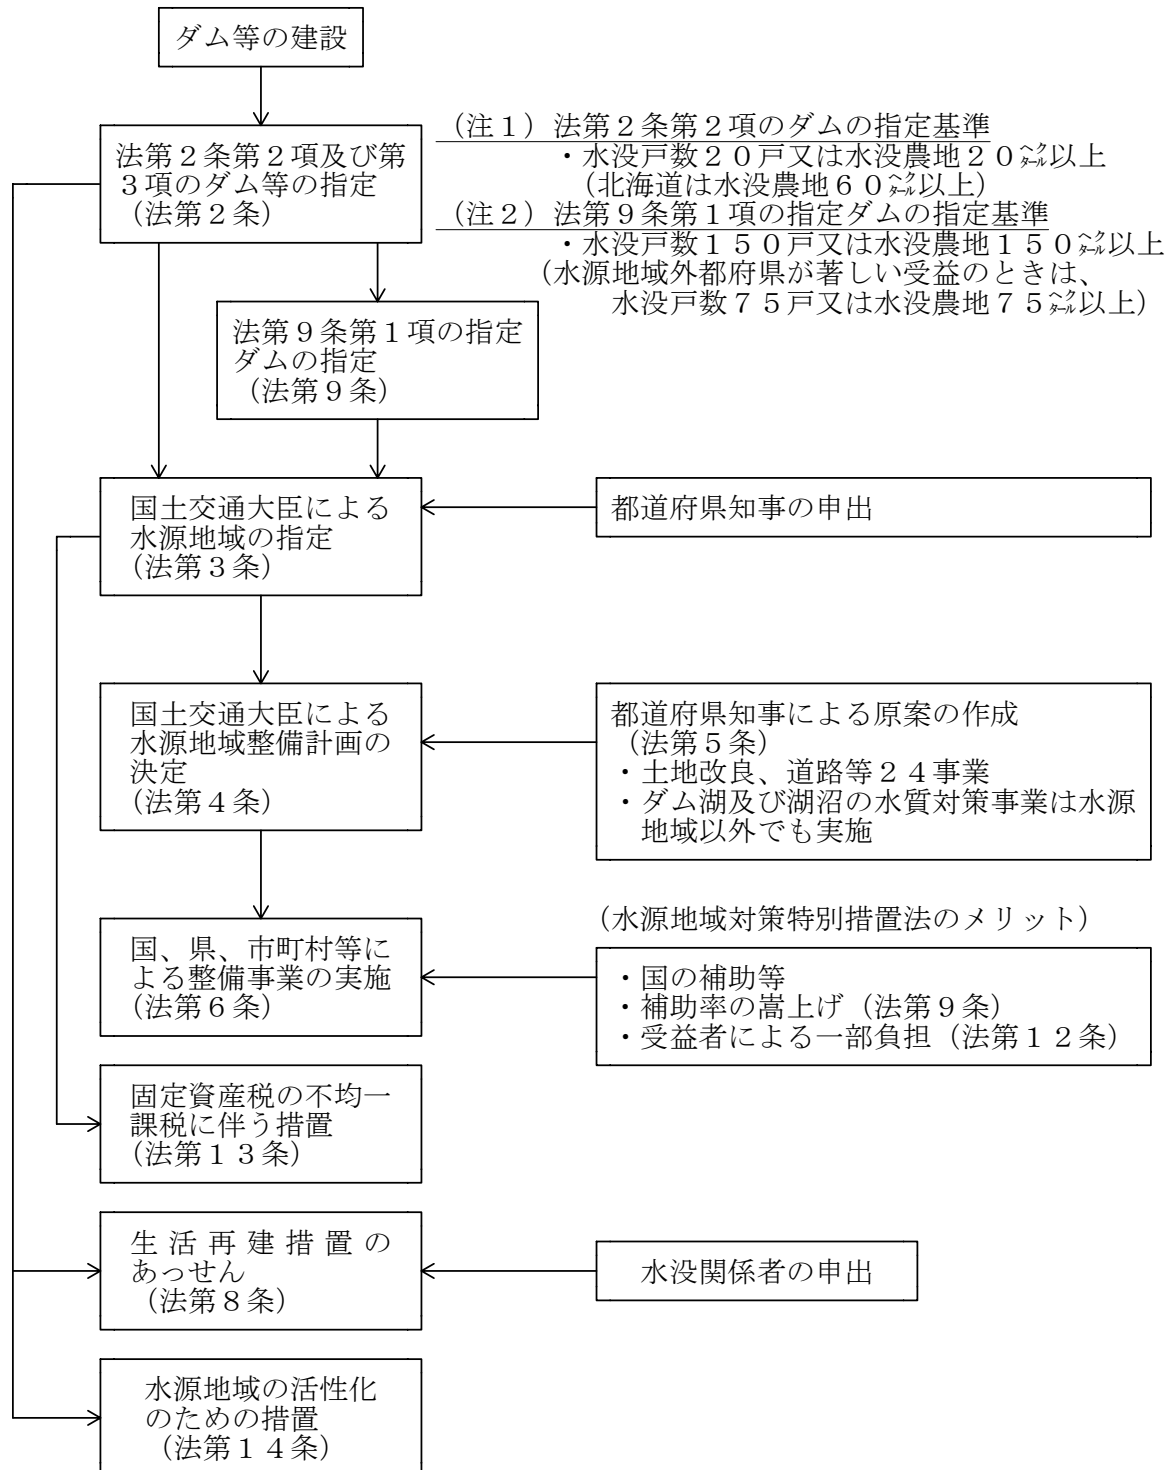 ダム等の建設
法第２条第２項及び第
３項のダム等の指定
（法第２条）
（注１）法第２条第２項のダムの指定基準
・水没戸数２０戸又は水没農地２０㌶以上
（北海道は水没農地６０㌶以上）
（注２）法第９条第１項の指定ダムの指定基準
・水没戸数１５０戸又は水没農地１５０㌶以上
（水源地域外都府県が著しい受益のときは、
水没戸数７５戸又は水没農地７５㌶以上）
法第９条第１項の指定
ダムの指定
（法第９条）
国土交通大臣による
水源地域の指定
（法第３条）
都道府県知事の申出
国土交通大臣による
水源地域整備計画の
決定
（法第４条）
都道府県知事による原案の作成
（法第５条）
・土地改良、道路等２４事業
・ダム湖及び湖沼の水質対策事業は水源
地域以外でも実施
（水源地域対策特別措置法のメリット）
国、県、市町村等に
よる整備事業の実施
（法第６条）
・国の補助等
・補助率の嵩上げ（法第９条）
・受益者による一部負担（法第１２条）
固定資産税の不均一
課税に伴う措置
（法第１３条）
生活再建措置の
あっせん
（法第８条）
水没関係者の申出
水源地域の活性化
のための措置
（法第１４条）